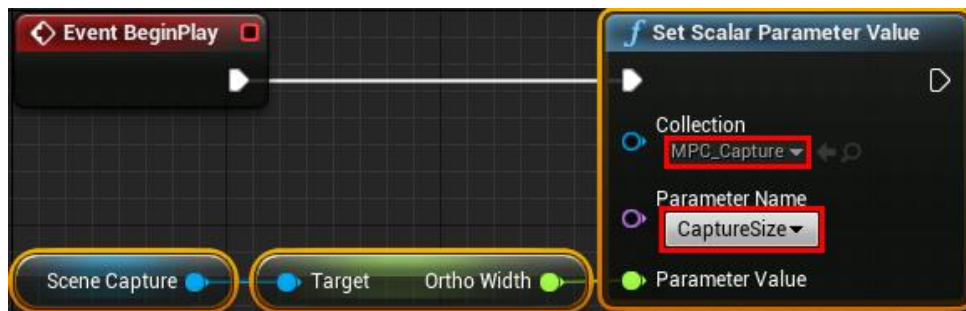 Event BeginPlay
f Set Scalar Parameter Value
Collection
MPC_Capture
Parameter Name
CaptureSize
Scene Capture
Target
Ortho Width
Parameter Value